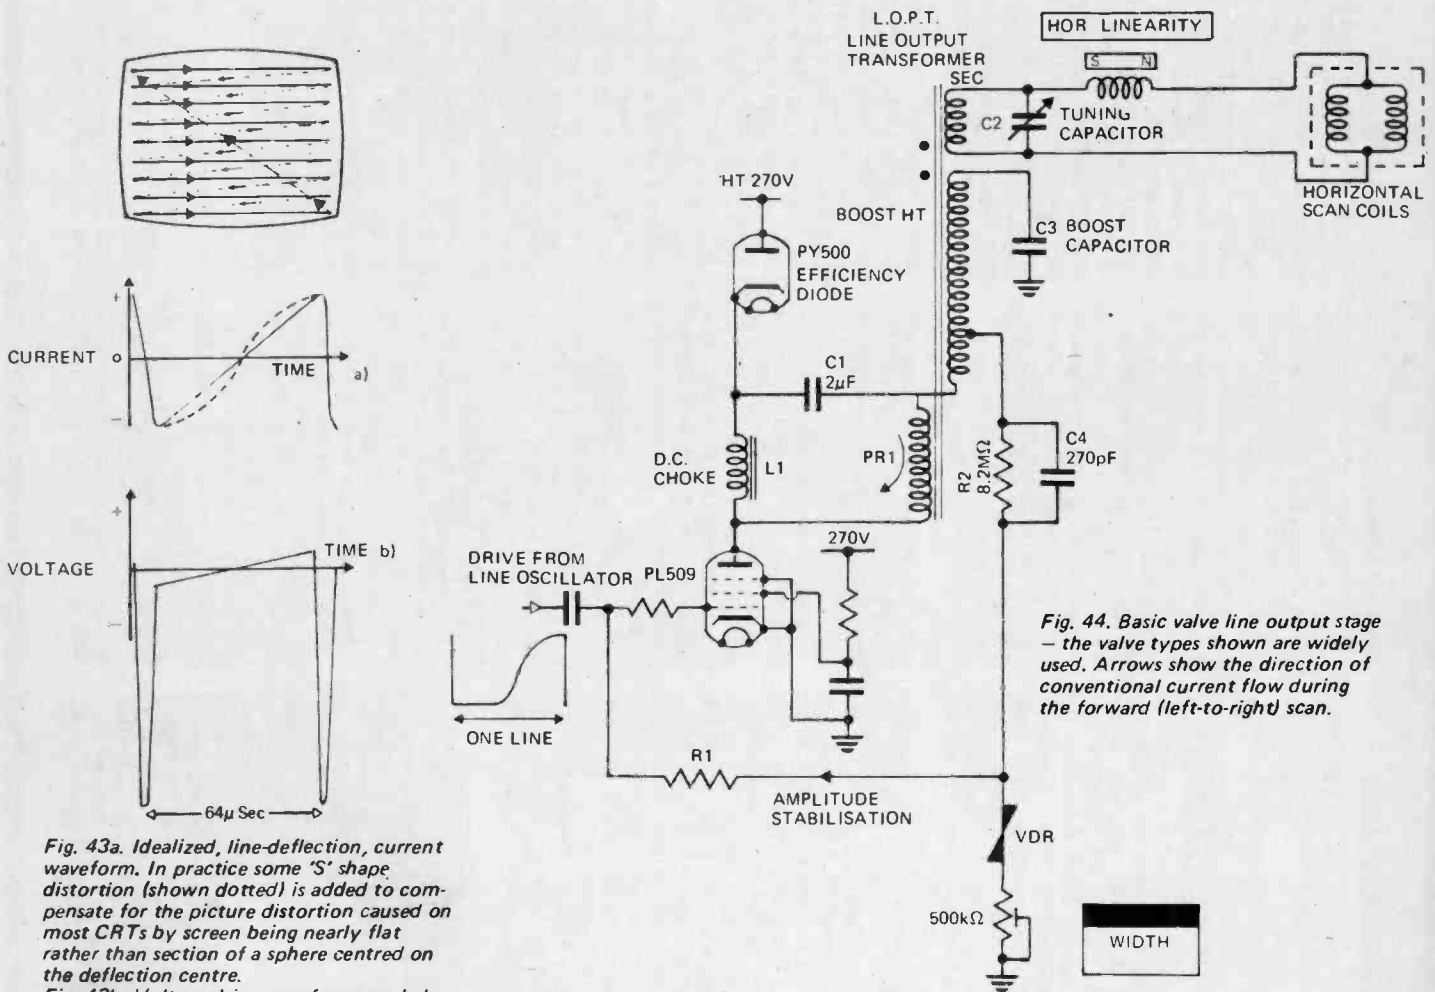 L.O.P.T.
LINE OUTPUT
TRANSFORMER
SEC
HOR LINEARITY
S N
C2
TUNING
CAPACITOR
HORIZONTAL
SCAN COILS
HT 270V
BOOST HT
C3 BOOST
CAPACITOR
PY500
EFFICIENCY
DIODE
+
CURRENT
O
TIME
a)
–
C1
2μF
D.C.
CHOKE
L1
PR1
R2
8.2MΩ
C4
270pF
+
VOLTAGE
TIME b)
–
64μ Sec
DRIVE FROM
LINE OSCILLATOR
PL509
270V
ONE LINE
R1
AMPLITUDE
STABILISATION
VDR
500kΩ
WIDTH
Fig. 44. Basic valve line output stage
– the valve types shown are widely
used. Arrows show the direction of
conventional current flow during
the forward (left-to-right) scan.
Fig. 43a. Idealized, line-deflection, current
waveform. In practice some 'S' shape
distortion (shown dotted) is added to com-
pensate for the picture distortion caused on
most CRTs by screen being nearly flat
rather than section of a sphere centred on
the deflection centre.